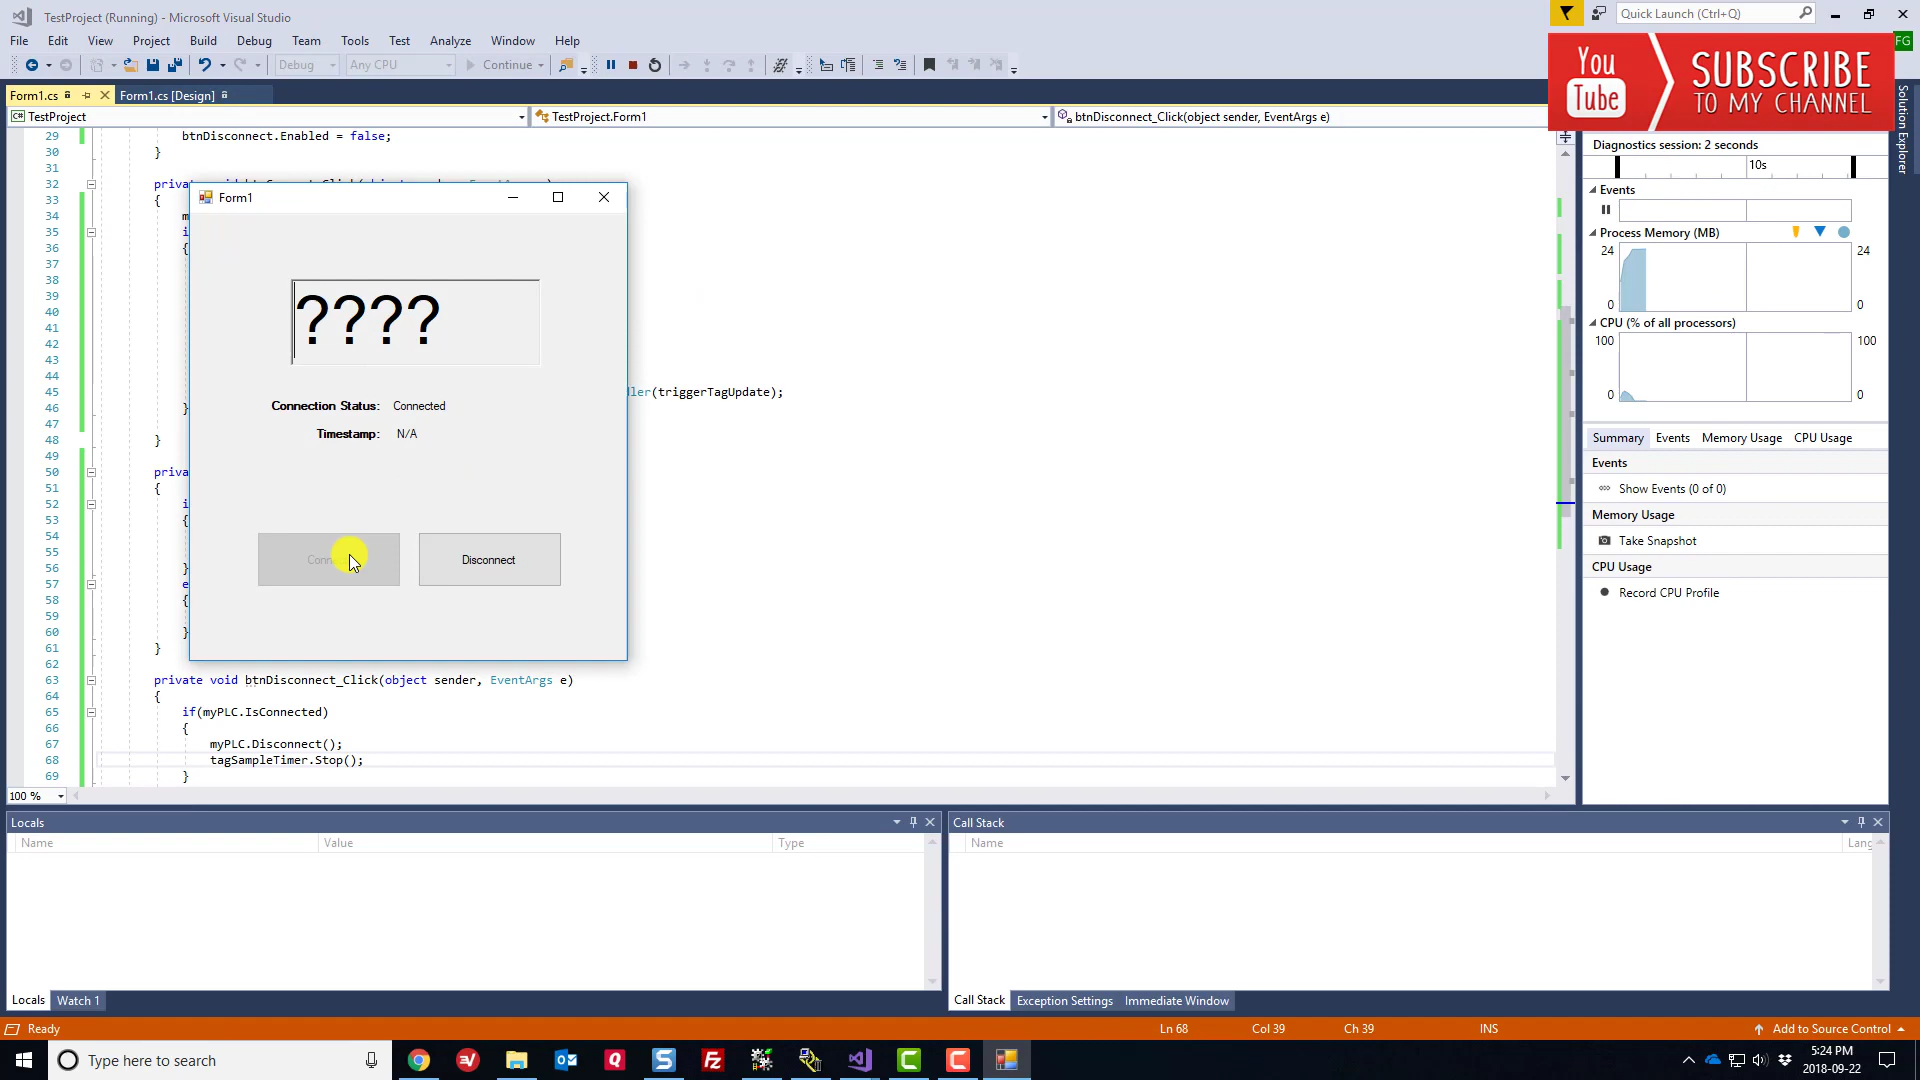 TestProject (Running) - Microsoft Visual Studio
Quick Launch (Ctrl+Q)
File Edit View Project Build Debug Team Tools Test Analyze Window Help
FG
Debug Any CPU Continue
You Tube SUBSCRIBE TO MY CHANNEL
Form1.cs Form1.cs [Design]
Solution Explorer
TestProject TestProject.Form1 btnDisconnect_Click(object sender, EventArgs e)
29 btnDisconnect.Enabled = false;
30 }
31
32 private
33 {
34 m
35 i
36 {
37
38
39
40
41
42
43
44
45 ler(triggerTagUpdate);
46 }
47
48 }
49
50 priva
51 {
52 i
53 {
54
55
56 }
57 e
58 {
59
60 }
61 }
62
63 private void btnDisconnect_Click(object sender, EventArgs e)
64 {
65 if(myPLC.IsConnected)
66 {
67 myPLC.Disconnect();
68 tagSampleTimer.Stop();
69 }
100 %
Form1
????
Connection Status: Connected
Timestamp: N/A
Disconnect
Diagnostics session: 2 seconds
10s
Events
Process Memory (MB)
24 24
0 0
CPU (% of all processors)
100 100
0 0
Summary Events Memory Usage CPU Usage
Events
Show Events (0 of 0)
Memory Usage
Take Snapshot
CPU Usage
Record CPU Profile
Locals
Name Value Type
Locals Watch 1
Call Stack
Name Lang
Call Stack Exception Settings Immediate Window
Ready Ln 68 Col 39 Ch 39 INS Add to Source Control
Type here to search
5:24 PM
2018-09-22